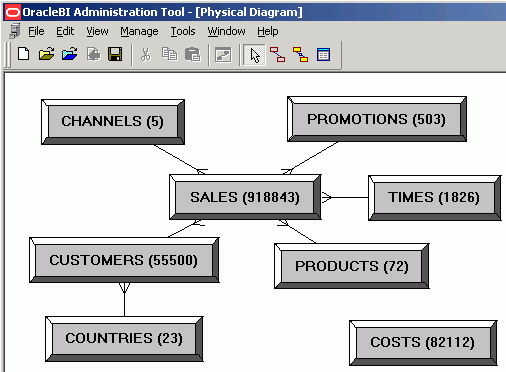 OracleBI Administration Tool - [Physical Diagram]
File Edit View Manage Tools Window Help
CHANNELS (5)
PROMOTIONS (503)
SALES (918843)
TIMES (1826)
CUSTOMERS (55500)
PRODUCTS (72)
COUNTRIES (23)
COSTS (82112)